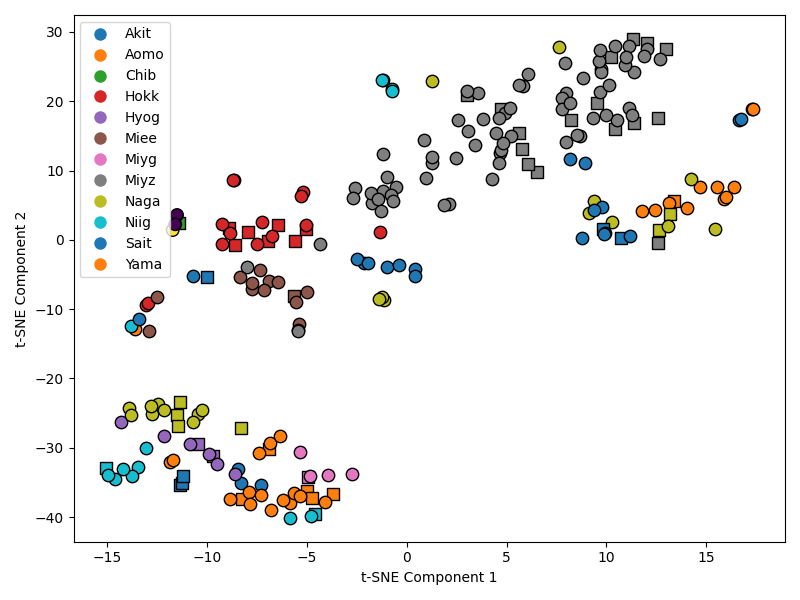 Akit
Aomo
Chib
Hokk
Hyog
Miee
Miyg
Miyz
Naga
Niig
Sait
Yama
30
20
10
0
−10
−20
−30
−40
t-SNE Component 2
−15 −10 −5 0 5 10 15
t-SNE Component 1